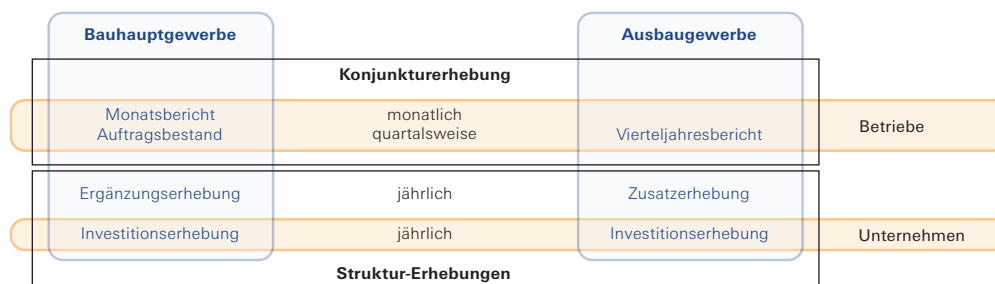 Bauhauptgewerbe
Ausbaugewerbe
Konjunkturerhebung
Monatsbericht
monatlich
Auftragsbestand
quartalsweise
Vierteljahresbericht
Betriebe
Ergänzungserhebung
jährlich
Zusatzerhebung
Investitionserhebung
jährlich
Investitionserhebung
Unternehmen
Struktur-Erhebungen